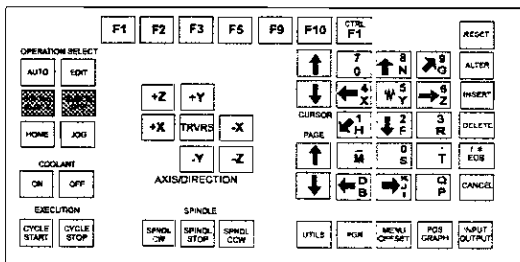 F1 F2 F3 F5 F9 F10 CTRL F1
RESET
OPERATION SELECT
AUTO EDIT
HOME JOG
COOLANT
ON OFF
EXECUTION
CYCLE START CYCLE STOP
+Z +Y
+X TRVRS -X
-Y -Z
AXIS/DIRECTION
SPINDLE
SPNDL CW SPNDL STOP SPNDL CCW
CURSOR
PAGE
7 O 8 N 9 G
4 X W 5 Y 6 Z
1 H 2 F 3 R
- M 0 S . T
D B J I Q P
ALTER
INSERT
DELETE
/ # EOB
CANCEL
UTILS PGM MENU OFFSET POS GRAPH INPUT OUTPUT